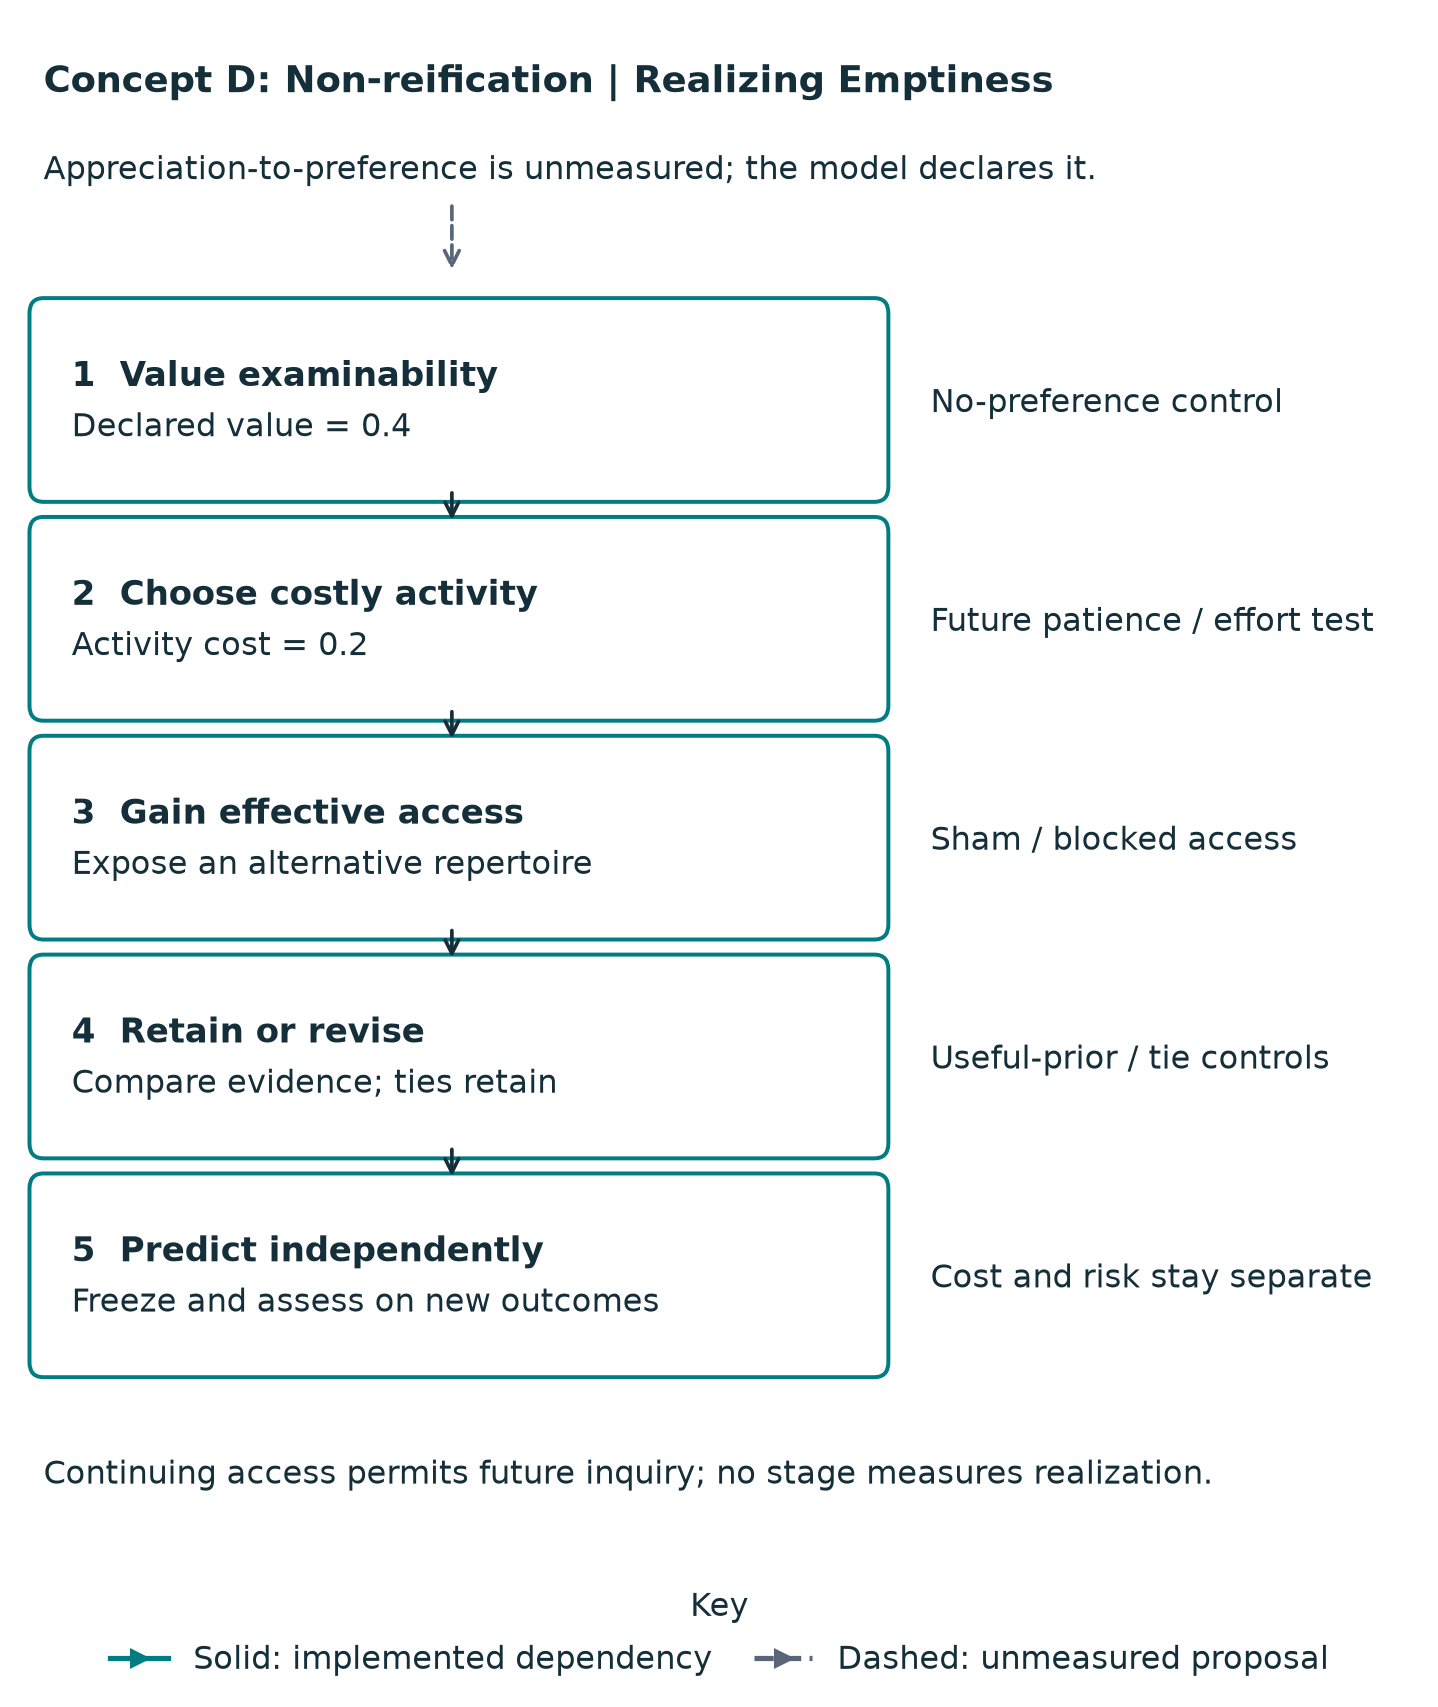 Concept D: Non-reification | Realizing Emptiness
Appreciation-to-preference is unmeasured; the model declares it.
1 Value examinability
Declared value = 0.4
No-preference control
2 Choose costly activity
Activity cost = 0.2
Future patience / effort test
3 Gain effective access
Expose an alternative repertoire
Sham / blocked access
4 Retain or revise
Compare evidence; ties retain
Useful-prior / tie controls
5 Predict independently
Freeze and assess on new outcomes
Cost and risk stay separate
Continuing access permits future inquiry; no stage measures realization.
Key
Solid: implemented dependency
Dashed: unmeasured proposal